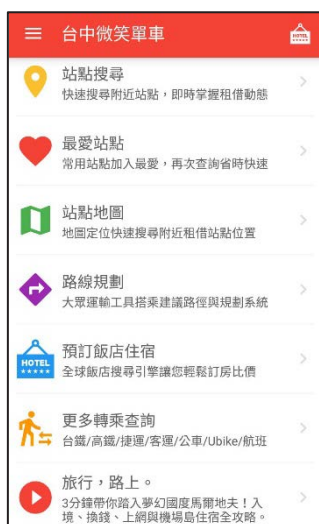 台中微笑單車
HOTEL
站點搜尋
快速搜尋附近站點，即時掌握租借動態
最愛站點
常用站點加入最愛，再次查詢省時快速
站點地圖
地圖定位快速搜尋附近租借站點位置
路線規劃
大眾運輸工具搭乘建議路徑與規劃系統
HOTEL
預訂飯店住宿
全球飯店搜尋引擎讓您輕鬆訂房比價
更多轉乘查詢
台鐵/高鐵/捷運/客運/公車/Ubike/航班
旅行，路上。
3分鐘帶你踏入夢幻國度馬爾地夫！入
境、換錢、上網與機場島住宿全攻略。